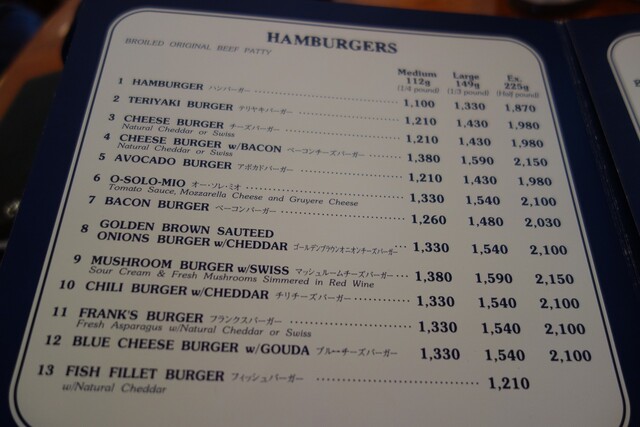 HAMBURGERS
BROILED ORIGINAL BEEF PATTY
Medium Large Ex.
112g 149g 225g
(1/4 pound) (1/3 pound) (Half pound)
1 HAMBURGER ハンバーガー 1,100 1,330 1,870
2 TERIYAKI BURGER テリヤキバーガー 1,210 1,430 1,980
3 CHEESE BURGER チーズバーガー 1,210 1,430 1,980
Natural Cheddar or Swiss
4 CHEESE BURGER w/BACON ベーコンチーズバーガー 1,380 1,590 2,150
Natural Cheddar or Swiss
5 AVOCADO BURGER アボカドバーガー 1,210 1,430 1,980
6 O-SOLO-MIO オー・ソレ・ミオ 1,330 1,540 2,100
Tomato Sauce, Mozzarella Cheese and Gruyere Cheese
7 BACON BURGER ベーコンバーガー 1,260 1,480 2,030
8 GOLDEN BROWN SAUTEED
ONIONS BURGER w/CHEDDAR ゴールデンブラウンオニオンチーズバーガー 1,330 1,540 2,100
9 MUSHROOM BURGER w/SWISS マッシュルームチーズバーガー 1,380 1,590 2,150
Sour Cream & Fresh Mushrooms Simmered in Red Wine
10 CHILI BURGER w/CHEDDAR チリチーズバーガー 1,330 1,540 2,100
11 FRANK'S BURGER フランクスバーガー 1,330 1,540 2,100
Fresh Asparagus w/Natural Cheddar or Swiss
12 BLUE CHEESE BURGER w/GOUDA ブルーチーズバーガー 1,330 1,540 2,100
13 FISH FILLET BURGER フィッシュバーガー 1,210
w/Natural Cheddar